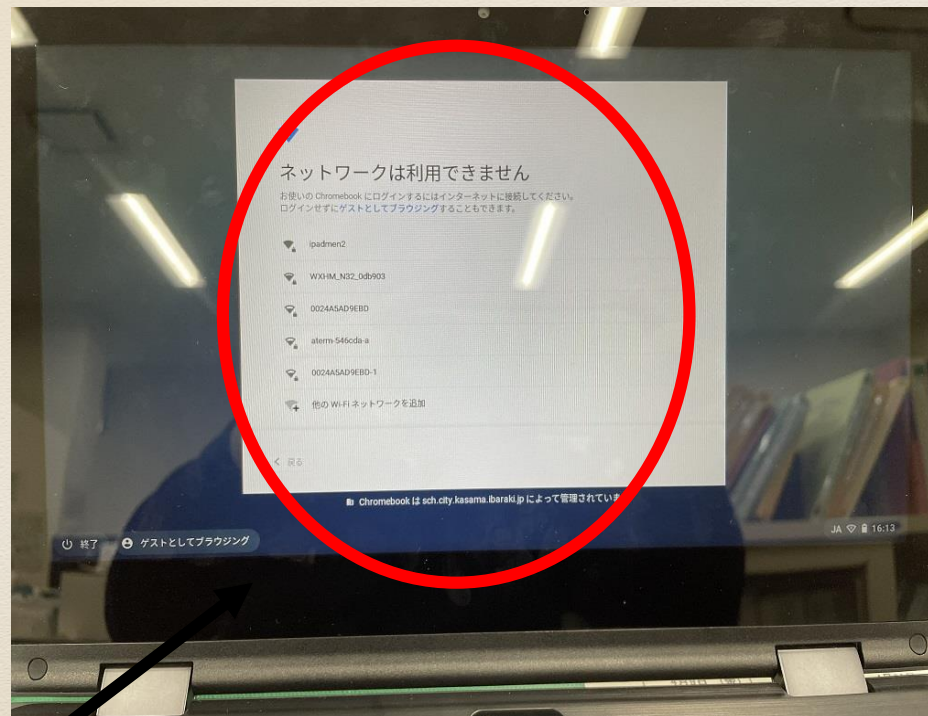 ネットワークは利用できません
お使いの Chromebook にログインするにはインターネットに接続してください。
ログインせずにゲストとしてブラウジングすることもできます。
ipadmen2
WXHM_N32_0db903
0024A5AD9EBD
aterm-546cda-a
0024A5AD9EBD-1
他の Wi-Fi ネットワークを追加
戻る
Chromebook は sch.city.kasama.ibaraki.jp によって管理されていま
終了
ゲストとしてブラウジング
JA 16:13